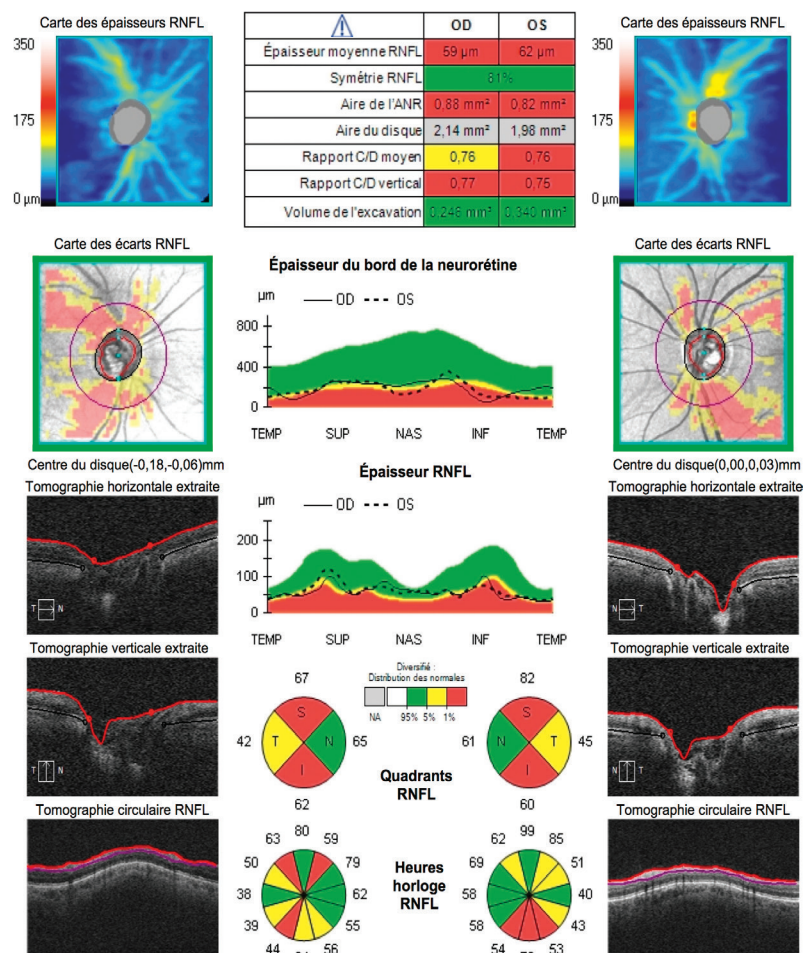 Carte des épaisseurs RNFL
350
175
0 µm
OD OS
Épaisseur moyenne RNFL 59 µm 62 µm
Symétrie RNFL 81%
Aire de l'ANR 0,88 mm² 0,82 mm²
Aire du disque 2,14 mm² 1,98 mm²
Rapport C/D moyen 0,76 0,76
Rapport C/D vertical 0,77 0,75
Volume de l'excavation 0,246 mm³ 0,340 mm³
Carte des épaisseurs RNFL
350
175
0 µm
Carte des écarts RNFL
Centre du disque(-0,18,-0,06)mm
Épaisseur du bord de la neurorétine
µm OD OS
800
400
0
TEMP SUP NAS INF TEMP
Carte des écarts RNFL
Centre du disque(0,00,0,03)mm
Tomographie horizontale extraite
T N
Épaisseur RNFL
µm OD OS
200
100
0
TEMP SUP NAS INF TEMP
Tomographie horizontale extraite
N T
Tomographie verticale extraite
T N
67
S
42 T N 65
I
62
Diversifié :
Distribution des normales
NA 95% 5% 1%
Quadrants
RNFL
82
S
61 N T 45
I
60
Tomographie verticale extraite
N T
Tomographie circulaire RNFL
80
63 59
50 79
38 62
39 55
44 56
Heures
horloge
RNFL
99
62 85
69 51
58 40
58 43
54 53
Tomographie circulaire RNFL